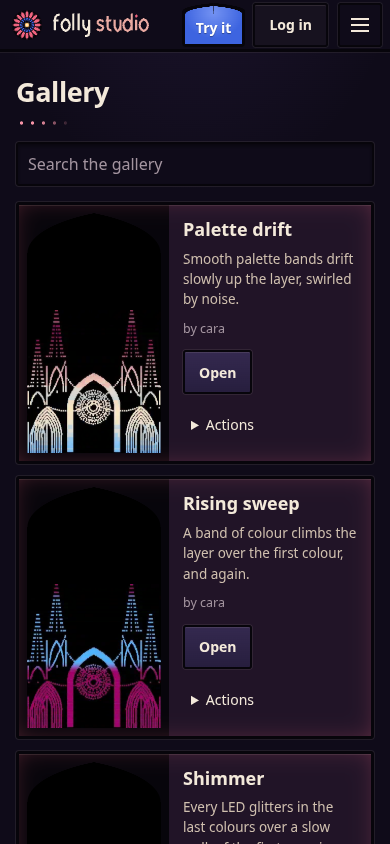 folly studio
Try it
Log in
Gallery
Search the gallery
Palette drift
Smooth palette bands drift
slowly up the layer, swirled
by noise.
by cara
Open
Actions
Rising sweep
A band of colour climbs the
layer over the first colour,
and again.
by cara
Open
Actions
Shimmer
Every LED glitters in the
last colours over a slow